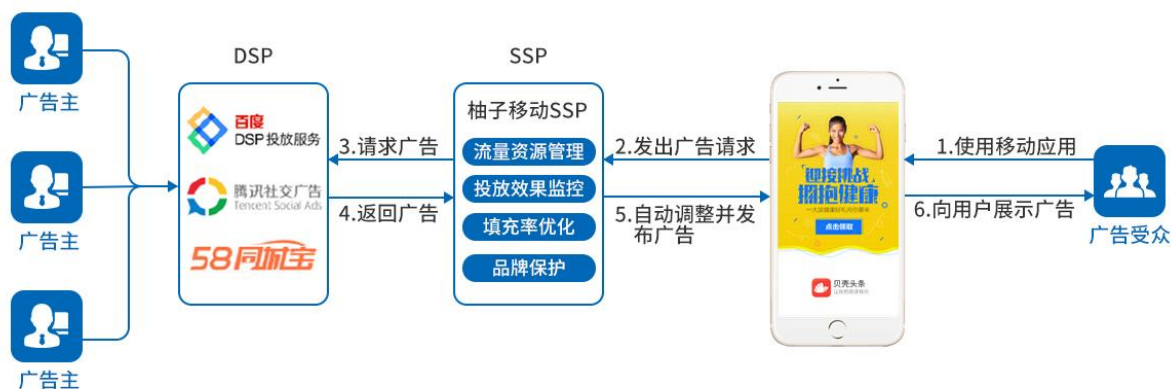 广告主
广告主
广告主
DSP
百度
DSP投放服务
腾讯社交广告
Tencent Social Ads
58同城宝
3.请求广告
4.返回广告
SSP
柚子移动SSP
流量资源管理
投放效果监控
填充率优化
品牌保护
2.发出广告请求
5.自动调整并发
布广告
迎接挑战
拥抱健康
点击领取
贝壳头条
1.使用移动应用
6.向用户展示广告
广告受众